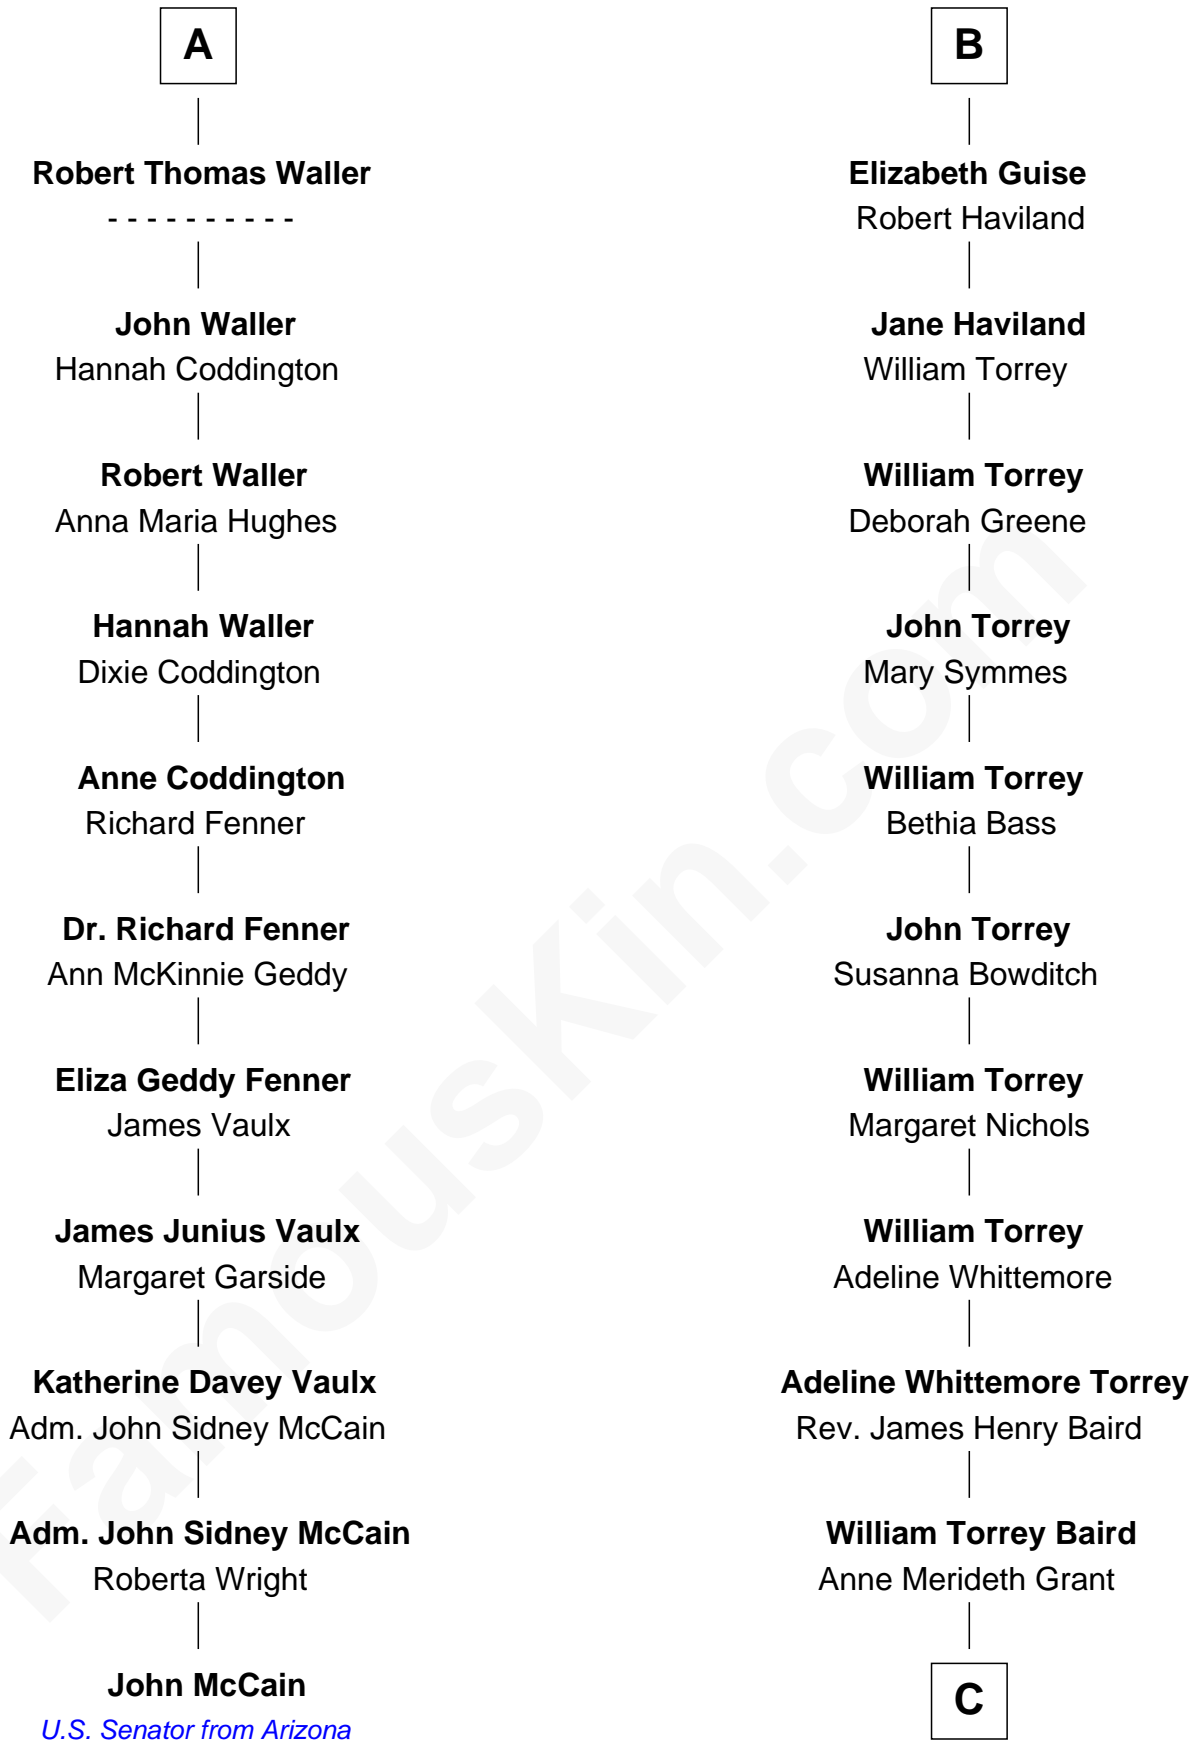 A
Robert Thomas Waller
- - - - - - - - - -
John Waller
Hannah Coddington
Robert Waller
Anna Maria Hughes
Hannah Waller
Dixie Coddington
Anne Coddington
Richard Fenner
Dr. Richard Fenner
Ann McKinnie Geddy
Eliza Geddy Fenner
James Vaulx
James Junius Vaulx
Margaret Garside
Katherine Davey Vaulx
Adm. John Sidney McCain
Adm. John Sidney McCain
Roberta Wright
John McCain
U.S. Senator from Arizona
B
Elizabeth Guise
Robert Haviland
Jane Haviland
William Torrey
William Torrey
Deborah Greene
John Torrey
Mary Symmes
William Torrey
Bethia Bass
John Torrey
Susanna Bowditch
William Torrey
Margaret Nichols
William Torrey
Adeline Whittemore
Adeline Whittemore Torrey
Rev. James Henry Baird
William Torrey Baird
Anne Merideth Grant
C
FamousKin.com